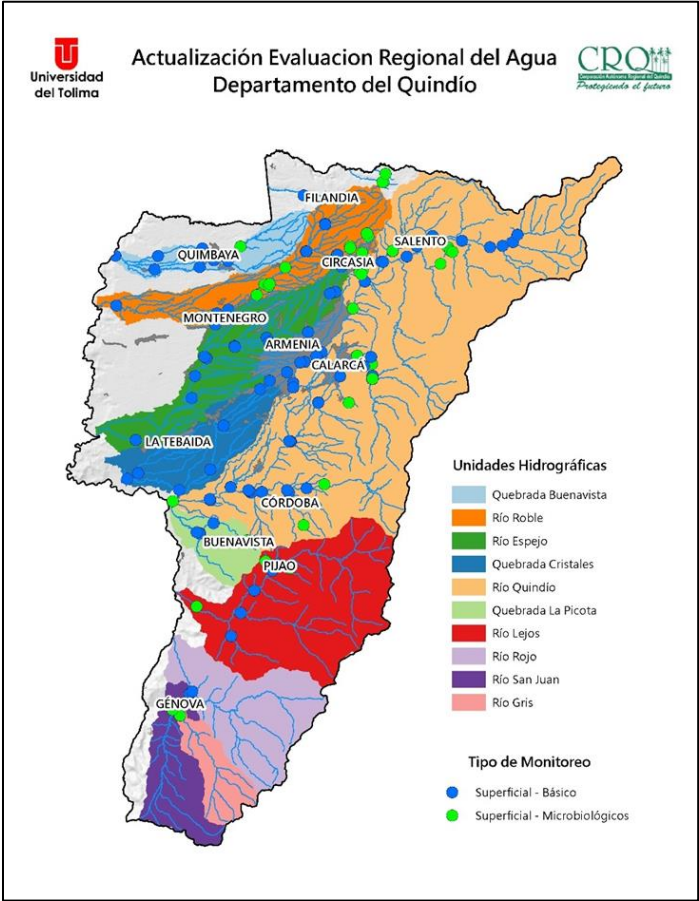 Universidad
del Tolima
Actualización Evaluacion Regional del Agua
Departamento del Quindío
CRQ
Corporación Autónoma Regional del Quindío
Protegiendo el futuro
FILANDIA
SALENTO
QUIMBAYA
CIRCASIA
MONTENEGRO
ARMENIA
CALARCÁ
LA TEBAIDA
CÓRDOBA
BUENAVISTA
PIJAO
GÉNOVA
Unidades Hidrográficas
Quebrada Buenavista
Río Roble
Río Espejo
Quebrada Cristales
Río Quindío
Quebrada La Picota
Río Lejos
Río Rojo
Río San Juan
Río Gris
Tipo de Monitoreo
Superficial - Básico
Superficial - Microbiológicos